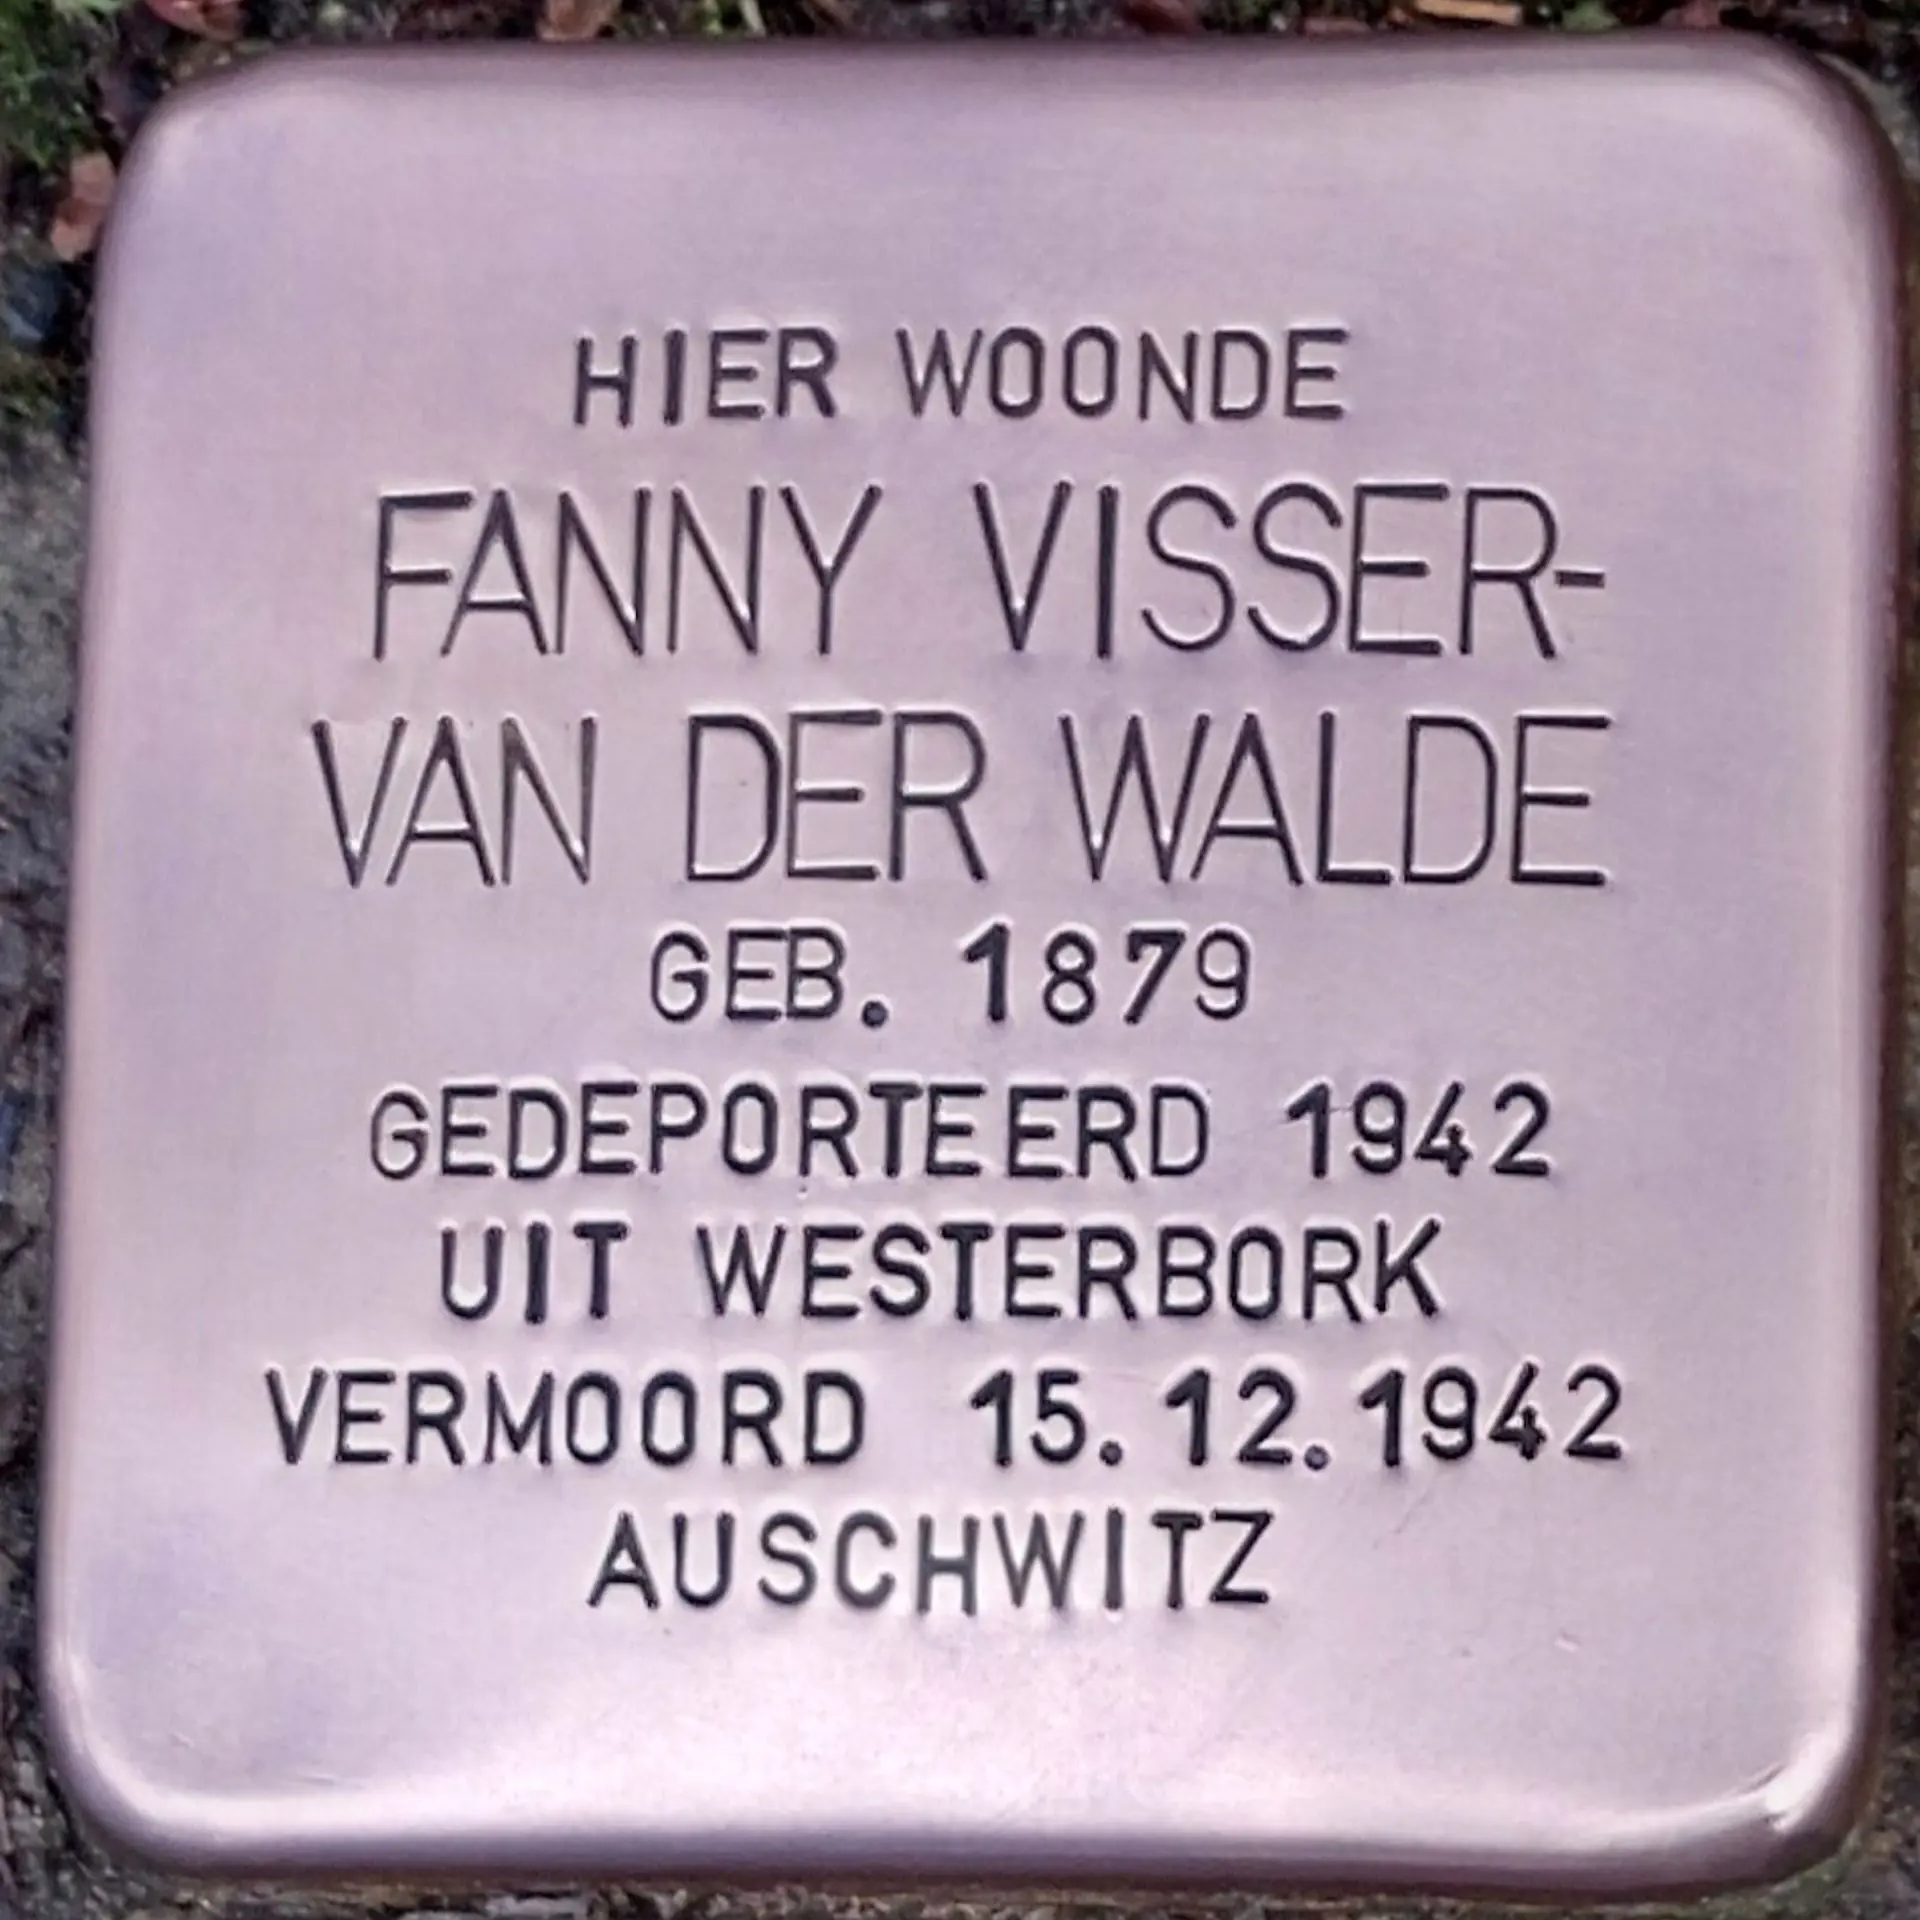 HIER WOONDE
FANNY VISSER-
VAN DER WALDE
GEB. 1879
GEDEPORTEERD 1942
UIT WESTERBORK
VERMOORD 15.12.1942
AUSCHWITZ